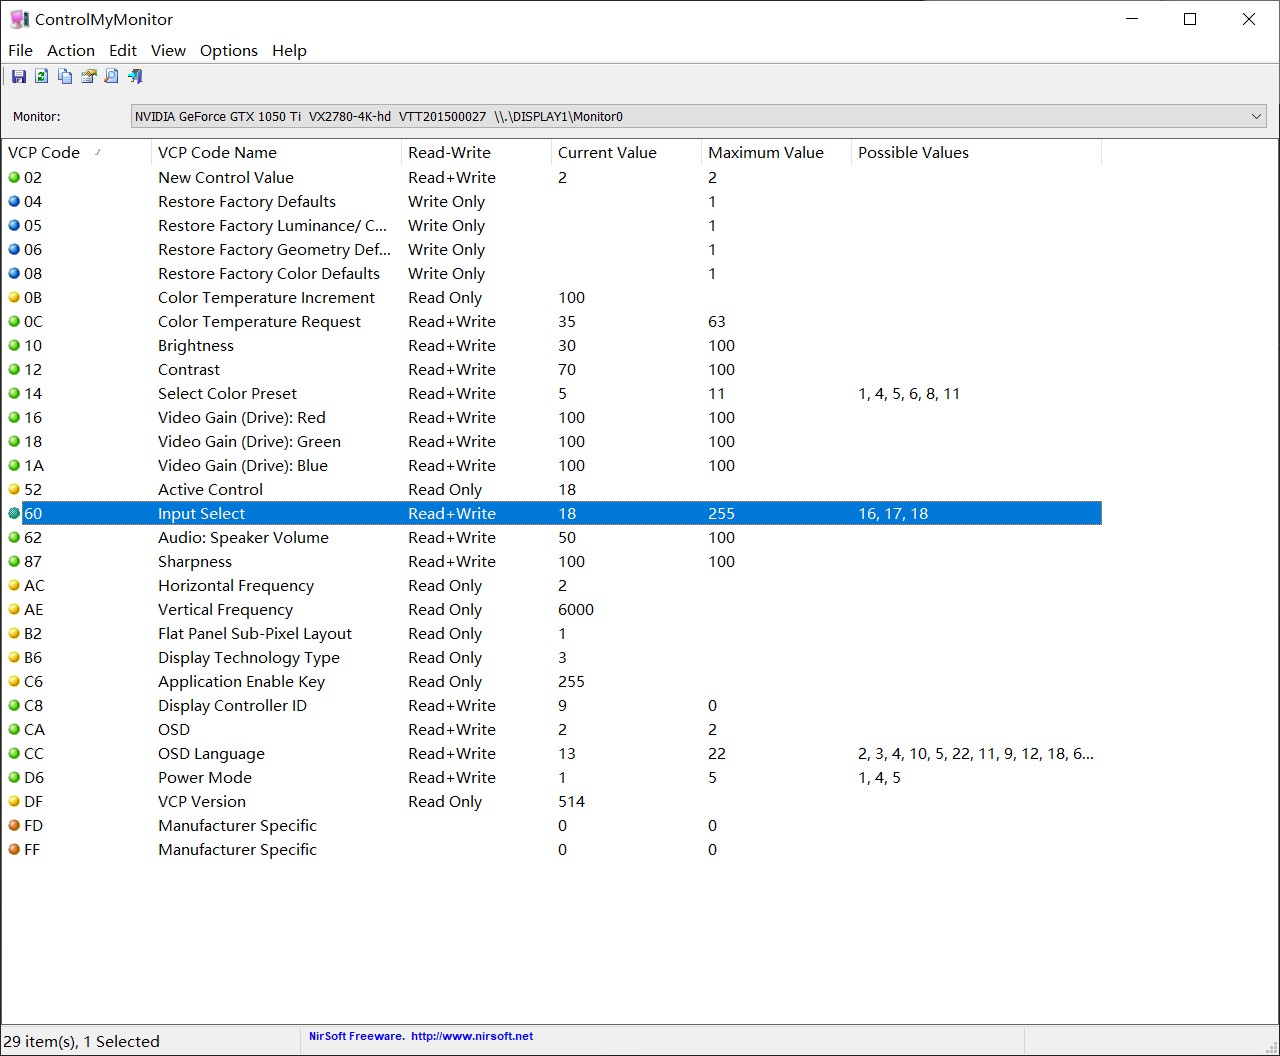 ControlMyMonitor
File Action Edit View Options Help
Monitor: NVIDIA GeForce GTX 1050 Ti VX2780-4K-hd VTT201500027 \\.\DISPLAY1\Monitor0
VCP Code VCP Code Name Read-Write Current Value Maximum Value Possible Values
02 New Control Value Read+Write 2 2
04 Restore Factory Defaults Write Only 1
05 Restore Factory Luminance/ C... Write Only 1
06 Restore Factory Geometry Def... Write Only 1
08 Restore Factory Color Defaults Write Only 1
0B Color Temperature Increment Read Only 100
0C Color Temperature Request Read+Write 35 63
10 Brightness Read+Write 30 100
12 Contrast Read+Write 70 100
14 Select Color Preset Read+Write 5 11 1, 4, 5, 6, 8, 11
16 Video Gain (Drive): Red Read+Write 100 100
18 Video Gain (Drive): Green Read+Write 100 100
1A Video Gain (Drive): Blue Read+Write 100 100
52 Active Control Read Only 18
60 Input Select Read+Write 18 255 16, 17, 18
62 Audio: Speaker Volume Read+Write 50 100
87 Sharpness Read+Write 100 100
AC Horizontal Frequency Read Only 2
AE Vertical Frequency Read Only 6000
B2 Flat Panel Sub-Pixel Layout Read Only 1
B6 Display Technology Type Read Only 3
C6 Application Enable Key Read Only 255
C8 Display Controller ID Read+Write 9 0
CA OSD Read+Write 2 2
CC OSD Language Read+Write 13 22 2, 3, 4, 10, 5, 22, 11, 9, 12, 18, 6...
D6 Power Mode Read+Write 1 5 1, 4, 5
DF VCP Version Read Only 514
FD Manufacturer Specific 0 0
FF Manufacturer Specific 0 0
29 item(s), 1 Selected NirSoft Freeware. http://www.nirsoft.net